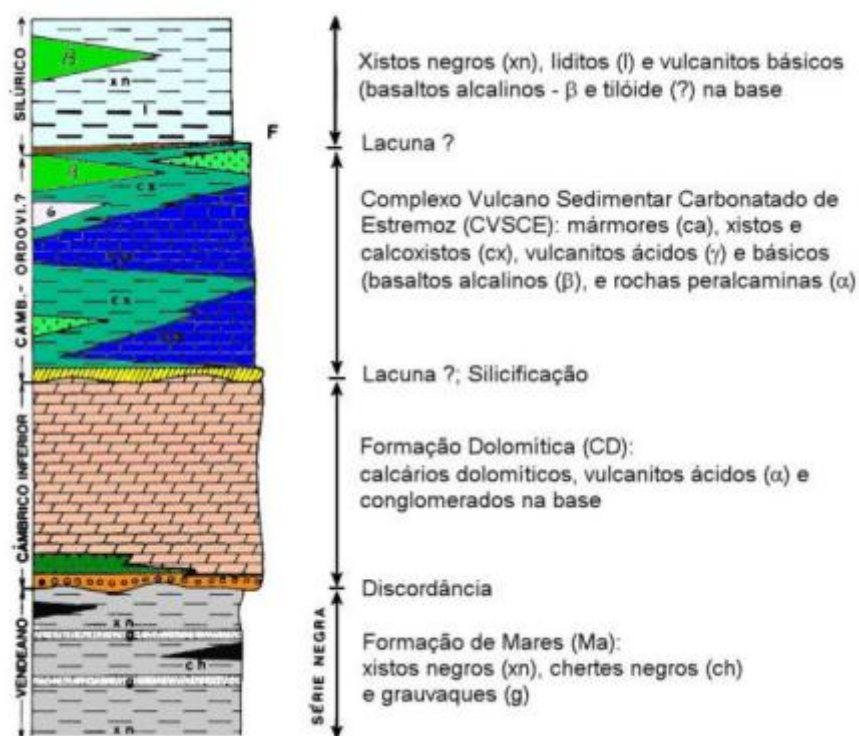 SILÚRICO
β
xn
l
F
Xistos negros (xn), liditos (l) e vulcanitos básicos
(basaltos alcalinos - β e tilóide (?) na base
Lacuna ?
CAMB.- ORDOVI.?
cx
cx
Complexo Vulcano Sedimentar Carbonatado de
Estremoz (CVSCE): mármores (ca), xistos e
calcoxistos (cx), vulcanitos ácidos (γ) e básicos
(basaltos alcalinos (β), e rochas peralcaminas (α)
Lacuna ?; Silicificação
CÂMBRICO INFERIOR
Formação Dolomítica (CD):
calcários dolomíticos, vulcanitos ácidos (α) e
conglomerados na base
Discordância
VENDEANO
xn
g
ch
g
xn
SÉRIE NEGRA
Formação de Mares (Ma):
xistos negros (xn), chertes negros (ch)
e grauvaques (g)